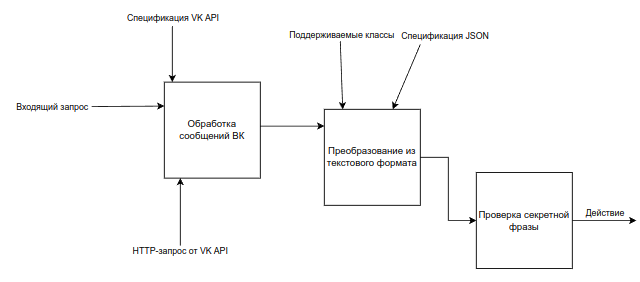 Спецификация VK API
Поддерживаемые классы
Спецификация JSON
Входящий запрос
Обработка
сообщений ВК
Преобразование из
текстового формата
Проверка секретной
фразы
Действие
HTTP-запрос от VK API